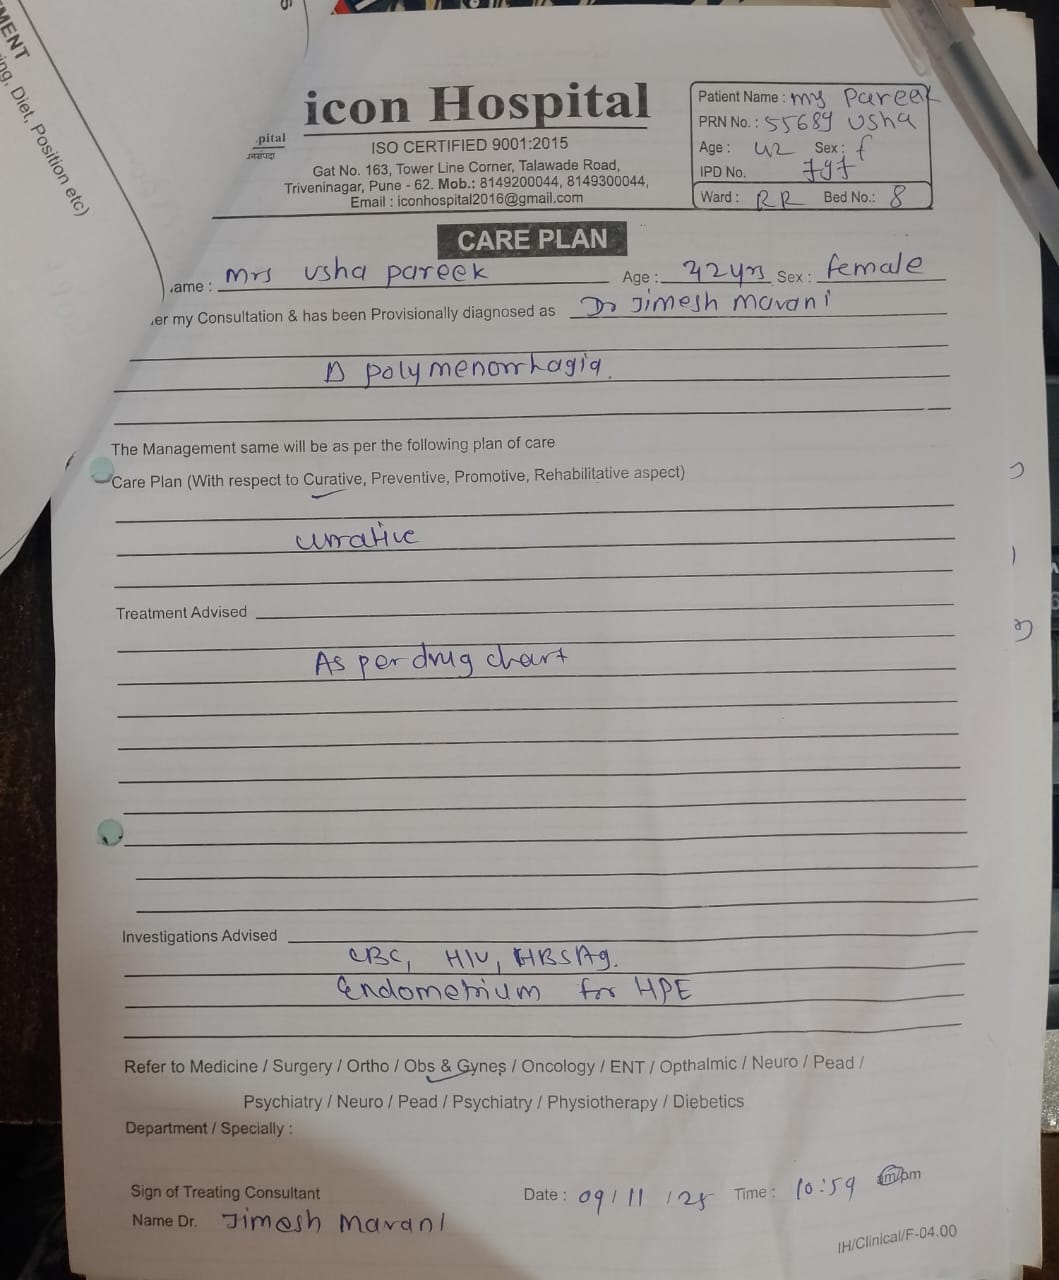 MENT
ing, Diet, Position etc)
pital
icon Hospital
ISO CERTIFIED 9001:2015
Gat No. 163, Tower Line Corner, Talawade Road,
Triveninagar, Pune - 62. Mob.: 8149200044, 8149300044,
Email : iconhospital2016@gmail.com
Patient Name : Mrs Pareek
PRN No. : 55689 Usha
Age : 42 Sex : f
IPD No. 797
Ward : RR Bed No.: 8
CARE PLAN
ame : Mrs Usha Pareek Age : 42yrs Sex : female
er my Consultation & has been Provisionally diagnosed as Dr Jimesh Mavani
Δ polymenorrhagia.
The Management same will be as per the following plan of care
Care Plan (With respect to Curative, Preventive, Promotive, Rehabilitative aspect)
currative
Treatment Advised
As per drug chart
Investigations Advised
CBC, HIV, HBSAg.
Endometrium for HPE
Refer to Medicine / Surgery / Ortho / Obs & Gynes / Oncology / ENT / Opthalmic / Neuro / Pead /
Psychiatry / Neuro / Pead / Psychiatry / Physiotherapy / Diebetics
Department / Specially :
Sign of Treating Consultant
Date : 09/11/25 Time : 10:59 am/pm
Name Dr. Jimesh Mavani
IH/Clinical/F-04.00